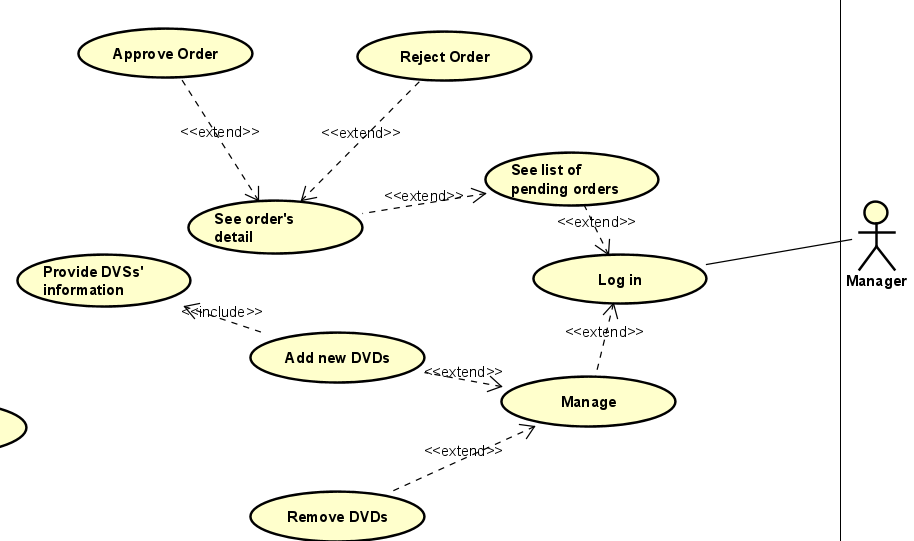 Approve Order
Reject Order
<<extend>>
<<extend>>
See list of
pending orders
<<extend>>
See order's
detail
<<extend>>
Provide DVSs'
information
Log in
Manager
<<include>>
<<extend>>
Add new DVDs
<<extend>>
Manage
<<extend>>
Remove DVDs